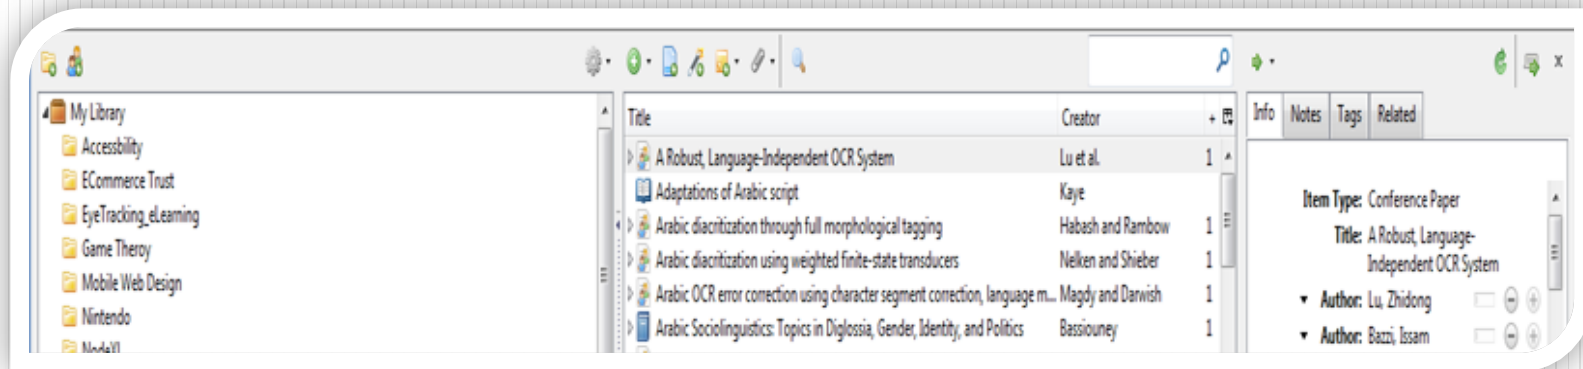 My Library
Accessbility
ECommerce Trust
EyeTracking_eLearning
Game Theroy
Mobile Web Design
Nintendo
NodeXL
Title Creator
A Robust, Language-Independent OCR System Lu et al. 1
Adaptations of Arabic script Kaye
Arabic diacritization through full morphological tagging Habash and Rambow 1
Arabic diacritization using weighted finite-state transducers Nelken and Shieber 1
Arabic OCR error correction using character segment correction, language m... Magdy and Darwish 1
Arabic Sociolinguistics: Topics in Diglossia, Gender, Identity, and Politics Bassiouney 1
Info Notes Tags Related
Item Type: Conference Paper
Title: A Robust, Language-
Independent OCR System
Author: Lu, Zhidong
Author: Bazzi, Issam